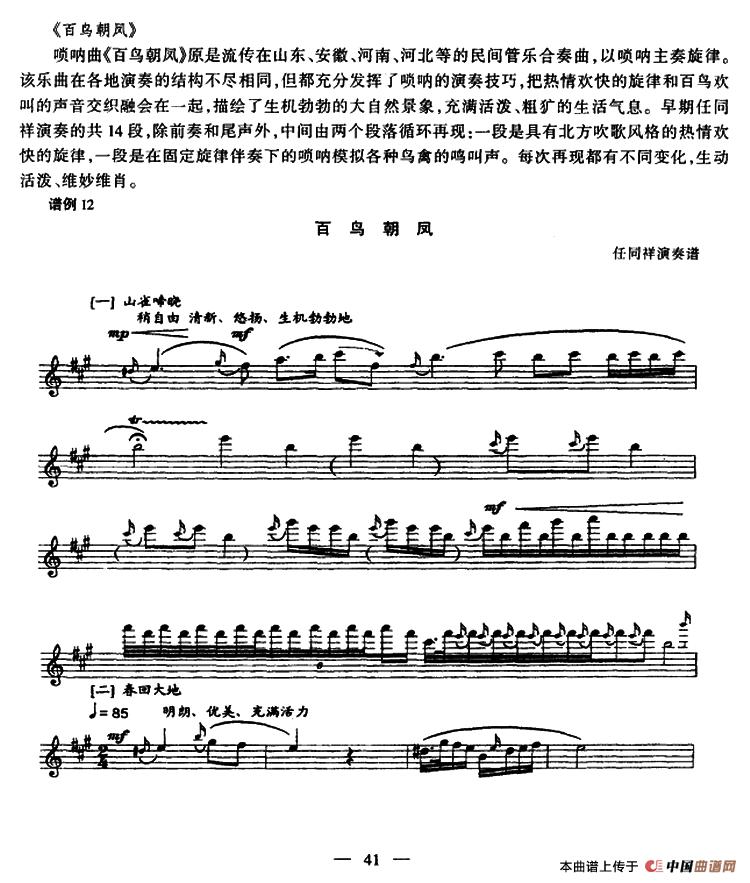 《百鸟朝凤》
唢呐曲《百鸟朝凤》原是流传在山东、安徽、河南、河北等的民间管乐合奏曲，以唢呐主奏旋律。
该乐曲在各地演奏的结构不尽相同，但都充分发挥了唢呐的演奏技巧，把热情欢快的旋律和百鸟欢
叫的声音交织融会在一起，描绘了生机勃勃的大自然景象，充满活泼、粗犷的生活气息。早期任同
祥演奏的共 14 段，除前奏和尾声外，中间由两个段落循环再现：一段是具有北方吹歌风格的热情欢
快的旋律，一段是在固定旋律伴奏下的唢呐模拟各种鸟禽的鸣叫声。每次再现都有不同变化，生动
活泼、维妙维肖。
谱例 12
百 鸟 朝 凤
任同祥演奏谱
[一] 山雀啼晓
稍自由 清新、悠扬、生机勃勃地
mp mf
mf
[二] 春回大地
♩= 85 明朗、优美、充满活力
mf
2/4
— 41 —
本曲谱上传于 中国曲谱网